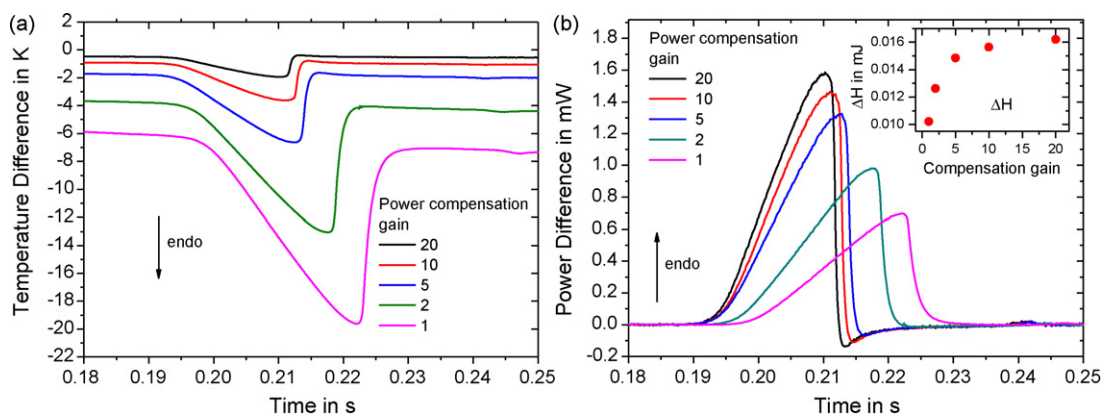 (a)
Temperature Difference in K
2
0
-2
-4
-6
-8
-10
-12
-14
-16
-18
-20
-22
endo
Power compensation
gain
20
10
5
2
1
0.18 0.19 0.20 0.21 0.22 0.23 0.24 0.25
Time in s
(b)
Power Difference in mW
1.8
1.6
1.4
1.2
1.0
0.8
0.6
0.4
0.2
0.0
-0.2
Power compensation
gain
20
10
5
2
1
endo
ΔH in mJ
0.016
0.014
0.012
0.010
ΔH
0 5 10 15 20
Compensation gain
0.18 0.19 0.20 0.21 0.22 0.23 0.24 0.25
Time in s